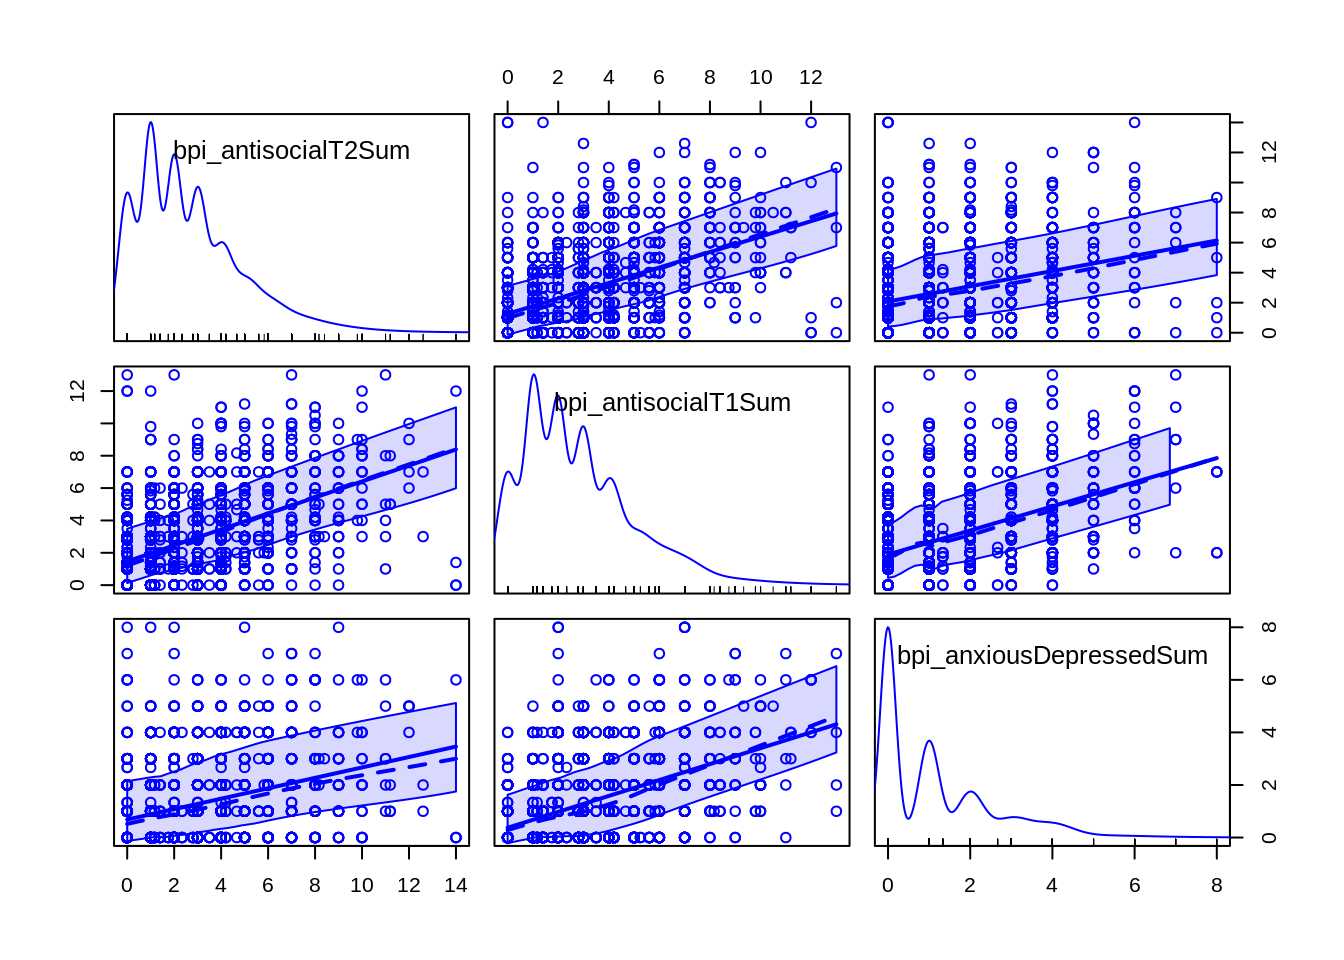 0 2 4 6 8 10 12
bpi_antisocialT2Sum
0 2 4 6 8 12
bpi_antisocialT1Sum
0 2 4 6 8 12
bpi_anxiousDepressedSum
0 2 4 6 8
0 2 4 6 8 10 12 14
0 2 4 6 8